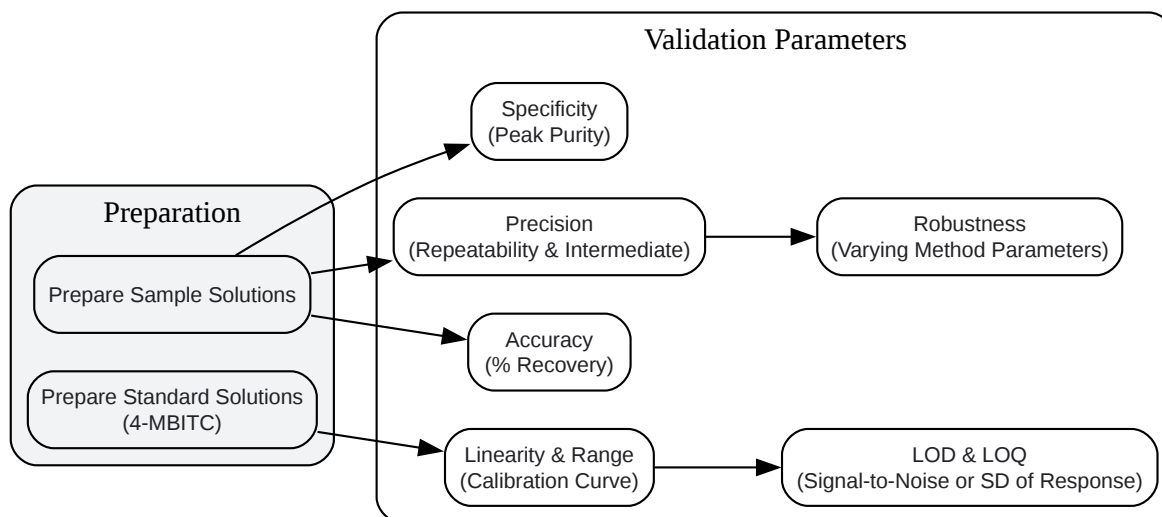 Validation Parameters
Specificity
(Peak Purity)
Preparation
Precision
(Repeatability & Intermediate)
Robustness
(Varying Method Parameters)
Prepare Sample Solutions
Accuracy
(% Recovery)
Prepare Standard Solutions
(4-MBITC)
Linearity & Range
(Calibration Curve)
LOD & LOQ
(Signal-to-Noise or SD of Response)